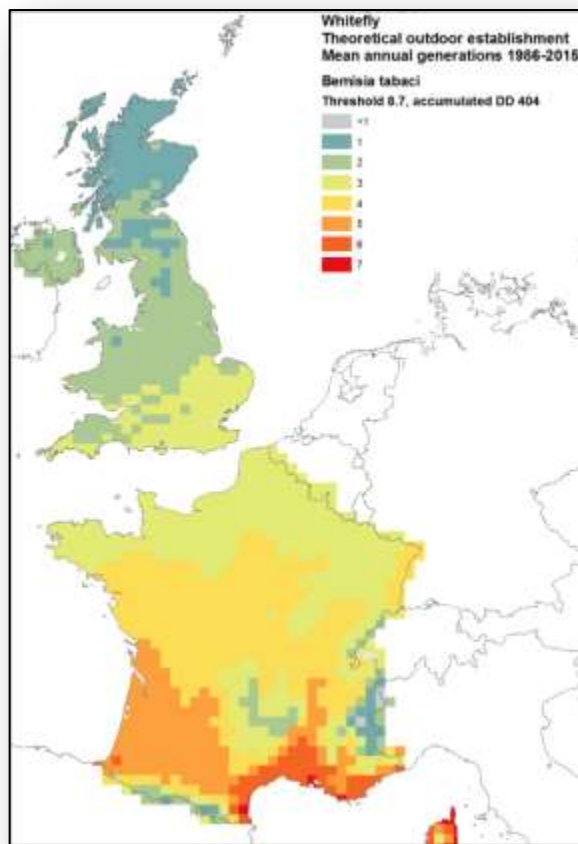 Whitefly
Theoretical outdoor establishment
Mean annual generations 1986-2015
Bemisia tabaci
Threshold 8.7, accumulated DD 404
<1
1
2
3
4
5
6
7